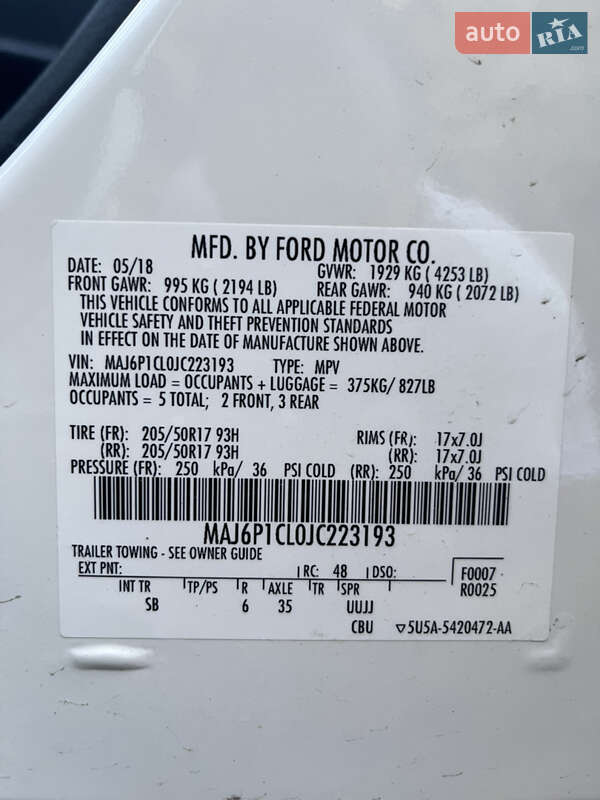 auto RIA .com
MFD. BY FORD MOTOR CO.
DATE: 05/18 GVWR: 1929 KG ( 4253 LB)
FRONT GAWR: 995 KG ( 2194 LB) REAR GAWR: 940 KG ( 2072 LB)
THIS VEHICLE CONFORMS TO ALL APPLICABLE FEDERAL MOTOR
VEHICLE SAFETY AND THEFT PREVENTION STANDARDS
IN EFFECT ON THE DATE OF MANUFACTURE SHOWN ABOVE.
VIN: MAJ6P1CL0JC223193 TYPE: MPV
MAXIMUM LOAD = OCCUPANTS + LUGGAGE = 375KG/ 827LB
OCCUPANTS = 5 TOTAL; 2 FRONT, 3 REAR
TIRE (FR): 205/50R17 93H RIMS (FR): 17x7.0J
(RR): 205/50R17 93H (RR): 17x7.0J
PRESSURE (FR): 250 kPa/ 36 PSI COLD (RR): 250 kPa/ 36 PSI COLD
MAJ6P1CL0JC223193
TRAILER TOWING - SEE OWNER GUIDE
EXT PNT: RC: 48 DSO: F0007
INT TR TP/PS R AXLE TR SPR R0025
SB 6 35 UUJJ
CBU ▽5U5A-5420472-AA